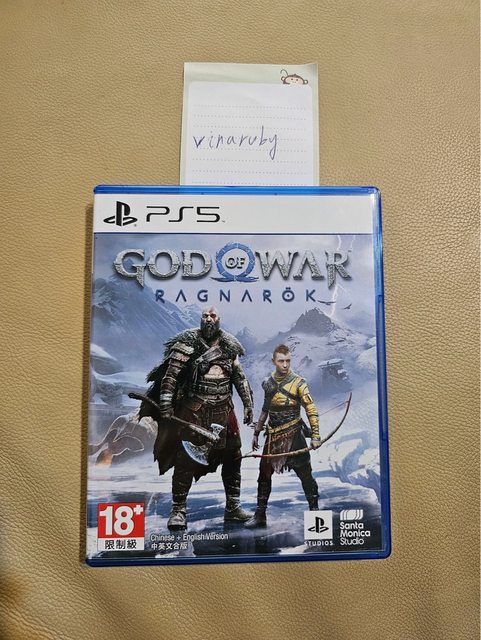 vinaruby
PS5
GOD OF WAR
RAGNARÖK
18+
限制級
Chinese + English Version
中英文合版
STUDIOS
Santa
Monica
Studio